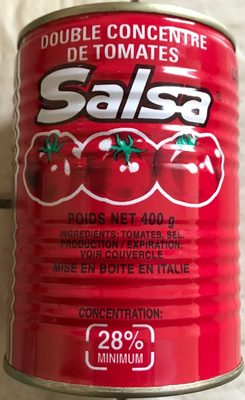 DOUBLE CONCENTRE
DE TOMATES
Salsa
POIDS NET 400 g
INGREDIENTS: TOMATES, SEL.
PRODUCTION / EXPIRATION:
VOIR COUVERCLE
MISE EN BOITE EN ITALIE
CONCENTRATION:
28%
MINIMUM